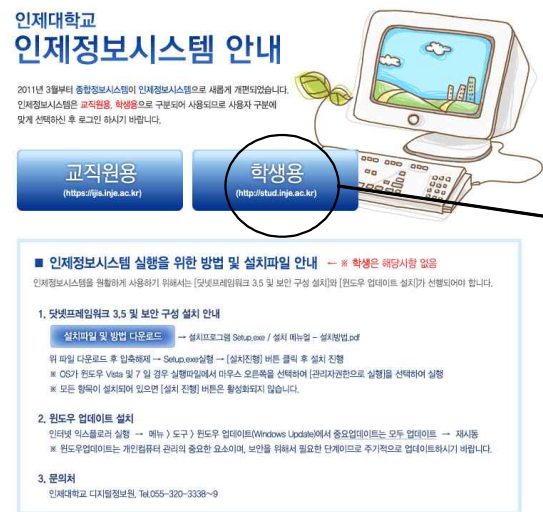 인제대학교
인제정보시스템 안내
2011년 3월부터 종합정보시스템이 인제정보시스템으로 새롭게 개편되었습니다.
인제정보시스템은 교직원용, 학생용으로 구분되어 사용되므로 사용자 구분에
맞게 선택하신 후 로그인 하시기 바랍니다.
교직원용
(https://ijis.inje.ac.kr)
학생용
(http://stud.inje.ac.kr)
■ 인제정보시스템 실행을 위한 방법 및 설치파일 안내 ← ※ 학생은 해당사항 없음
인제정보시스템을 원활하게 사용하기 위해서는 [닷넷프레임워크 3.5 및 보안 구성 설치]와 [윈도우 업데이트 설치]가 선행되어야 합니다.
1. 닷넷프레임워크 3.5 및 보안 구성 설치 안내
설치파일 및 방법 다운로드 → 설치프로그램 Setup.exe / 설치 메뉴얼 - 설치방법.pdf
위 파일 다운로드 후 압축해제 → Setup.exe실행 → [설치진행] 버튼 클릭 후 설치 진행
※ OS가 윈도우 Vista 및 7 일 경우 실행파일에서 마우스 오른쪽을 선택하여 [관리자권한으로 실행]을 선택하여 실행
※ 모든 항목이 설치되어 있으면 [설치 진행] 버튼은 활성화되지 않습니다.
2. 윈도우 업데이트 설치
인터넷 익스플로러 실행 → 메뉴 > 도구 > 윈도우 업데이트(Windows Update)에서 중요업데이트는 모두 업데이트 → 재시동
※ 윈도우업데이트는 개인컴퓨터 관리의 중요한 요소이며, 보안을 위해서 필요한 단계이므로 주기적으로 업데이트하시기 바랍니다.
3. 문의처
인제대학교 디지털정보원, Tel.055-320-3338~9